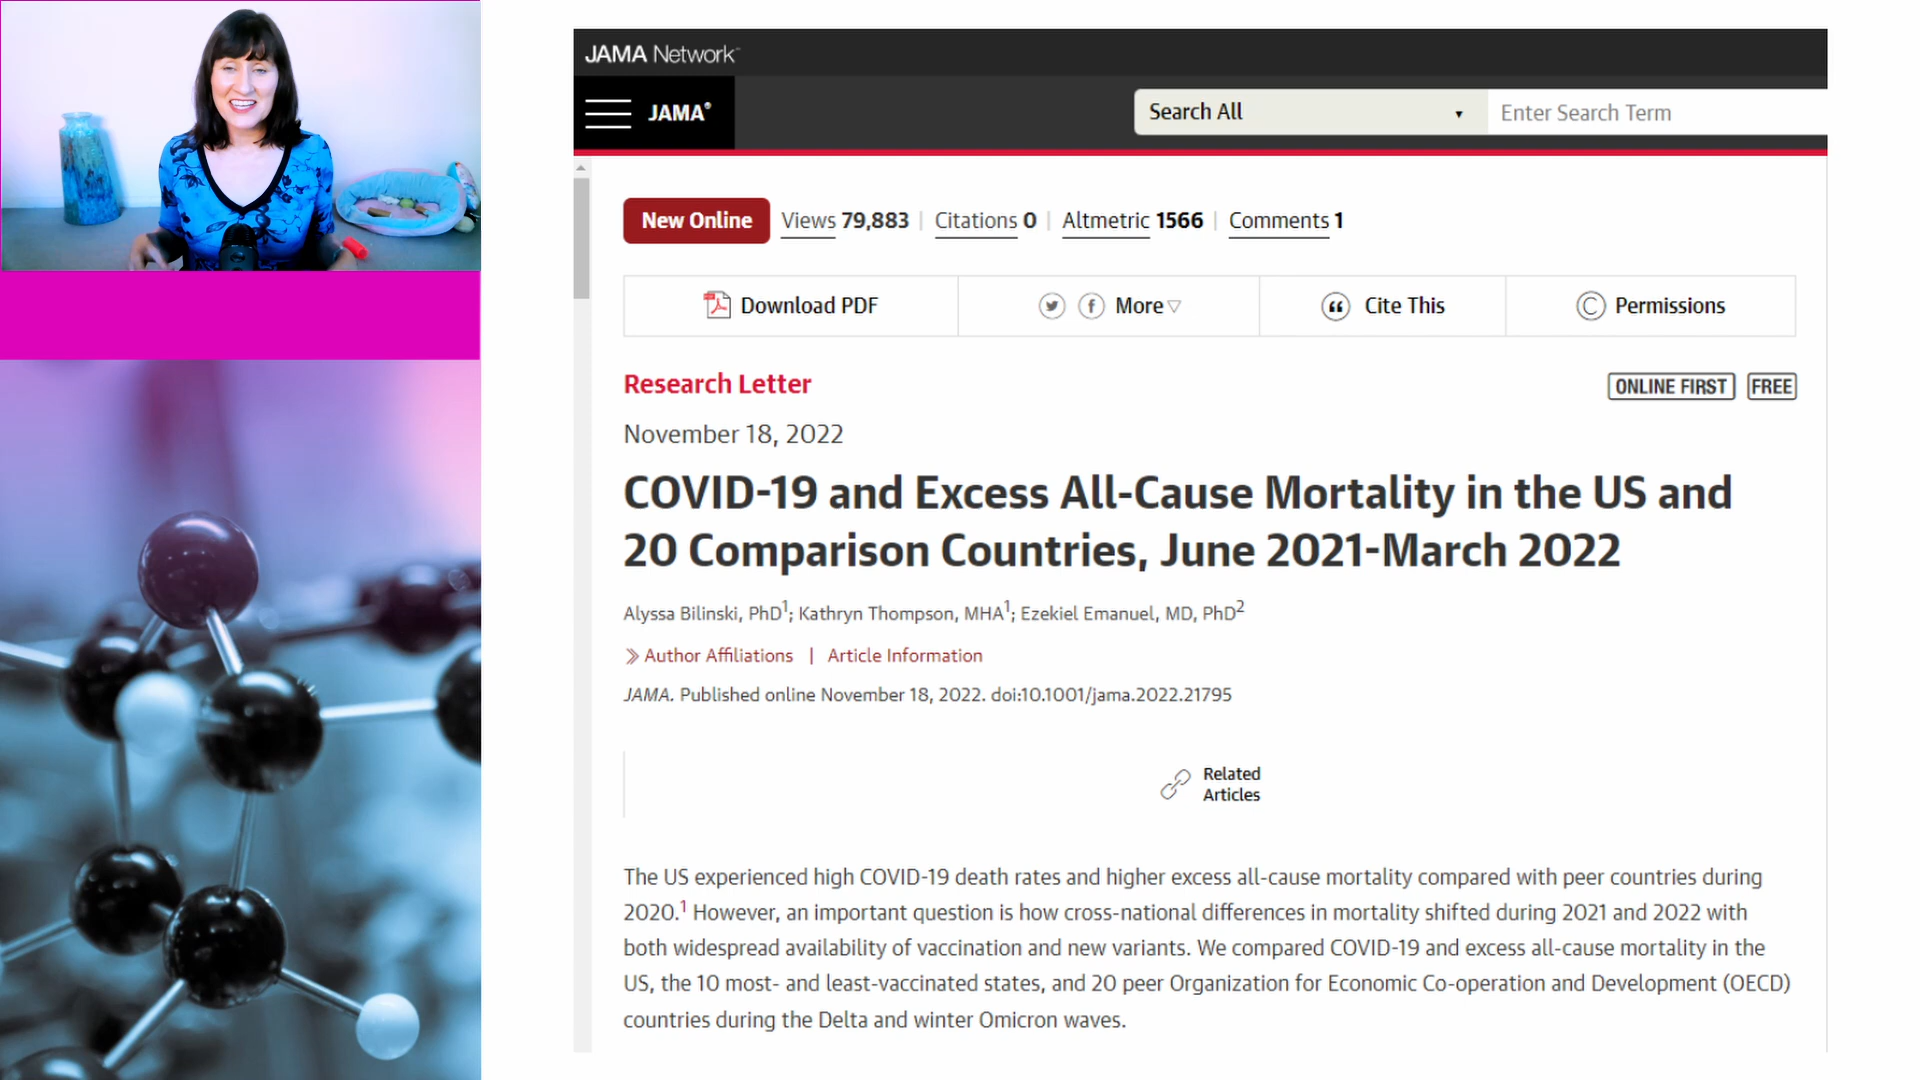 JAMA Network
JAMA®
Search All
Enter Search Term
New Online
Views 79,883 | Citations 0 | Altmetric 1566 | Comments 1
Download PDF
More
Cite This
Permissions
Research Letter
ONLINE FIRST FREE
November 18, 2022
COVID-19 and Excess All-Cause Mortality in the US and
20 Comparison Countries, June 2021-March 2022
Alyssa Bilinski, PhD1; Kathryn Thompson, MHA1; Ezekiel Emanuel, MD, PhD2
Author Affiliations | Article Information
JAMA. Published online November 18, 2022. doi:10.1001/jama.2022.21795
Related
Articles
The US experienced high COVID-19 death rates and higher excess all-cause mortality compared with peer countries during
2020.1 However, an important question is how cross-national differences in mortality shifted during 2021 and 2022 with
both widespread availability of vaccination and new variants. We compared COVID-19 and excess all-cause mortality in the
US, the 10 most- and least-vaccinated states, and 20 peer Organization for Economic Co-operation and Development (OECD)
countries during the Delta and winter Omicron waves.